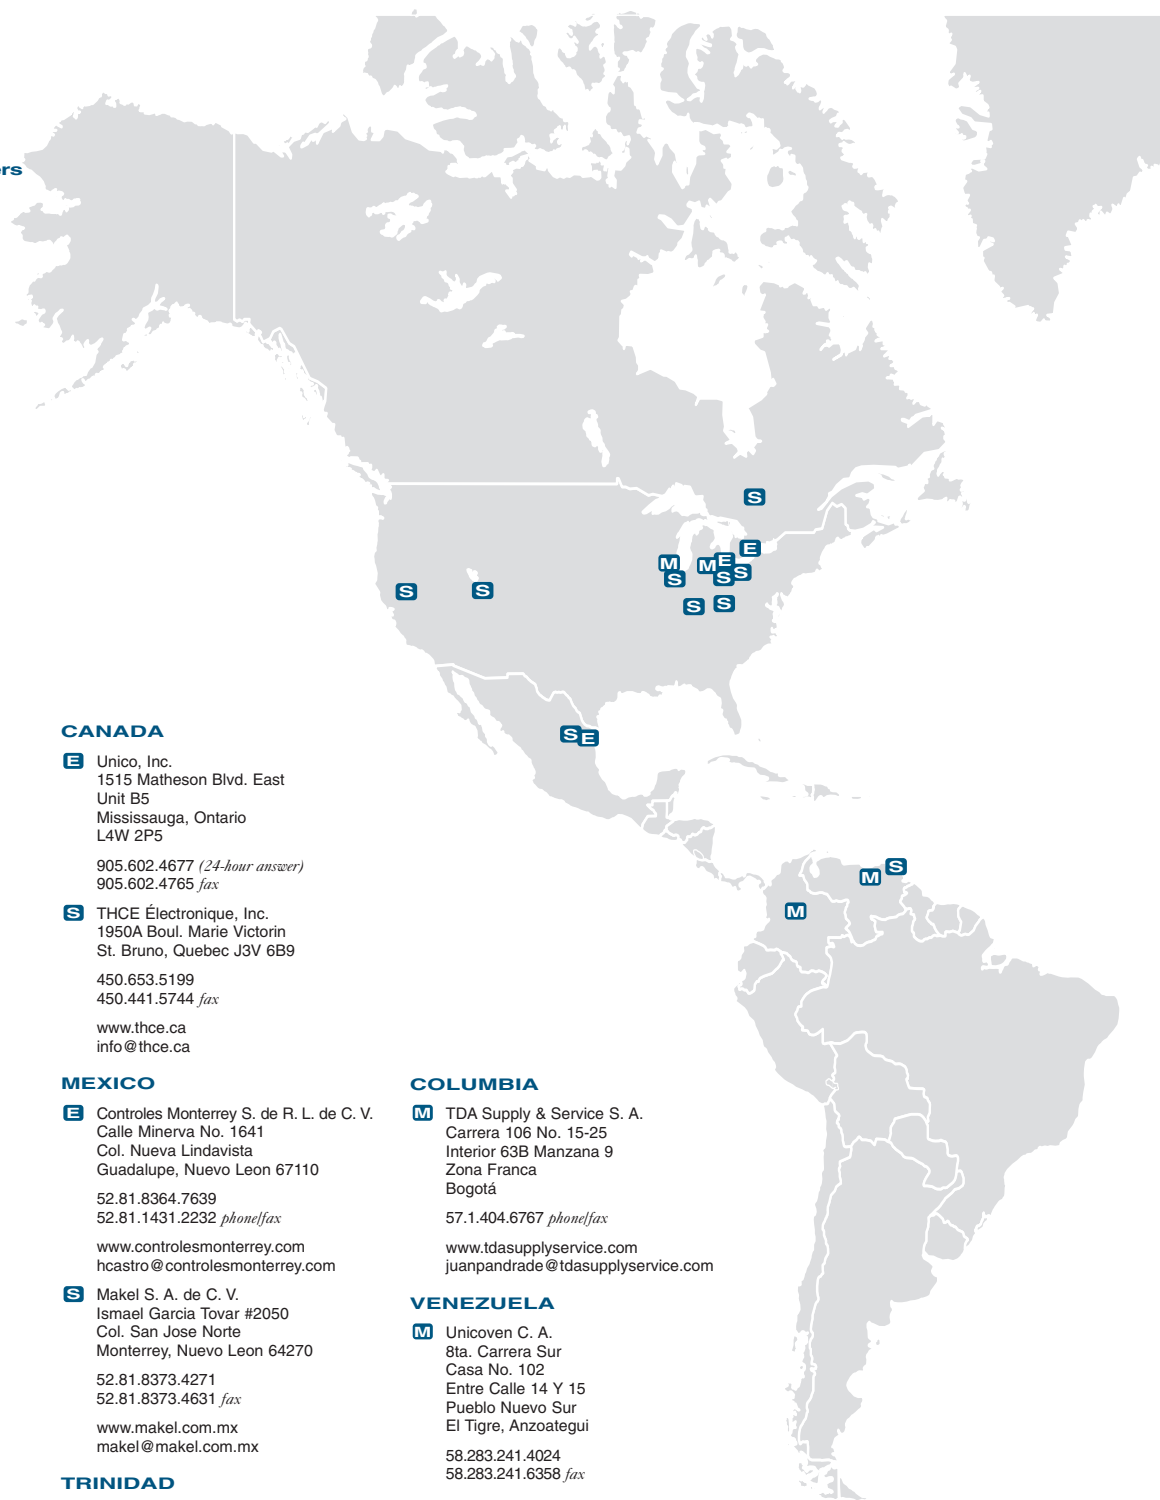 ers
S
E
M
M
E
S
S
S
S
S
S
S
S
E
S
M
M
CANADA
E Unico, Inc.
1515 Matheson Blvd. East
Unit B5
Mississauga, Ontario
L4W 2P5
905.602.4677 (24-hour answer)
905.602.4765 fax
S THCE Électronique, Inc.
1950A Boul. Marie Victorin
St. Bruno, Quebec J3V 6B9
450.653.5199
450.441.5744 fax
www.thce.ca
info@thce.ca
MEXICO
E Controles Monterrey S. de R. L. de C. V.
Calle Minerva No. 1641
Col. Nueva Lindavista
Guadalupe, Nuevo Leon 67110
52.81.8364.7639
52.81.1431.2232 phone/fax
www.controlesmonterrey.com
hcastro@controlesmonterrey.com
S Makel S. A. de C. V.
Ismael Garcia Tovar #2050
Col. San Jose Norte
Monterrey, Nuevo Leon 64270
52.81.8373.4271
52.81.8373.4631 fax
www.makel.com.mx
makel@makel.com.mx
TRINIDAD
COLUMBIA
M TDA Supply & Service S. A.
Carrera 106 No. 15-25
Interior 63B Manzana 9
Zona Franca
Bogotá
57.1.404.6767 phone/fax
www.tdasupplyservice.com
juanpandrade@tdasupplyservice.com
VENEZUELA
M Unicoven C. A.
8ta. Carrera Sur
Casa No. 102
Entre Calle 14 Y 15
Pueblo Nuevo Sur
El Tigre, Anzoategui
58.283.241.4024
58.283.241.6358 fax